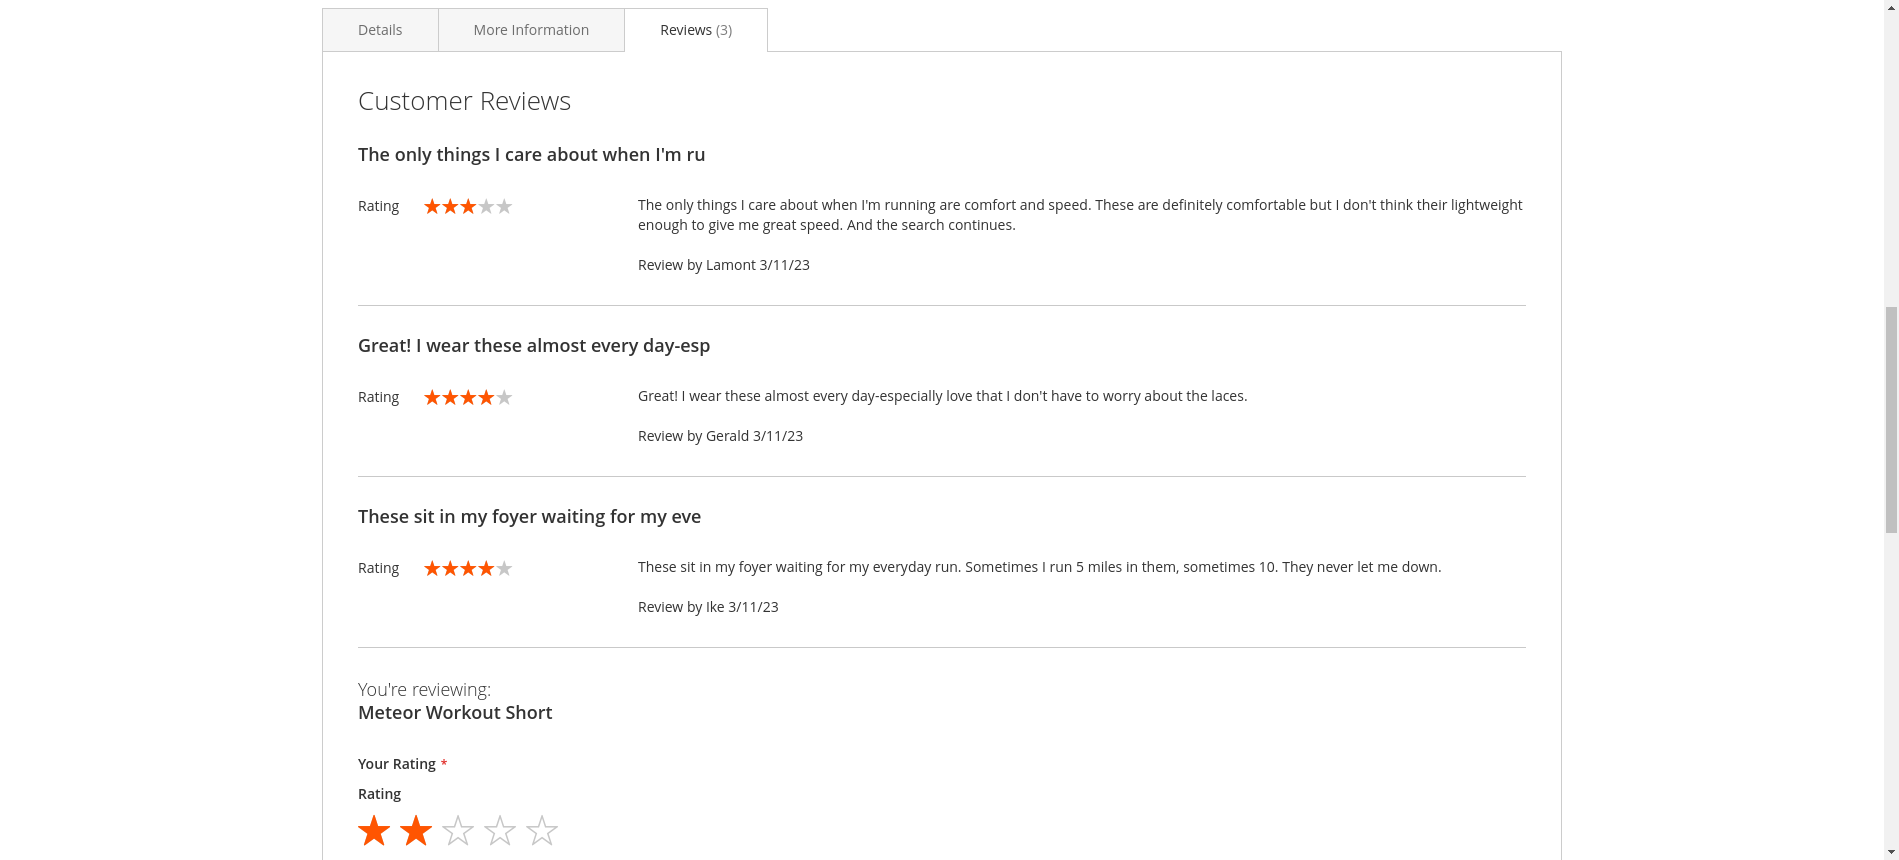 Details
More Information
Reviews (3)
Customer Reviews
The only things I care about when I'm ru
Rating
The only things I care about when I'm running are comfort and speed. These are definitely comfortable but I don't think their lightweight
enough to give me great speed. And the search continues.
Review by Lamont 3/11/23
Great! I wear these almost every day-esp
Rating
Great! I wear these almost every day-especially love that I don't have to worry about the laces.
Review by Gerald 3/11/23
These sit in my foyer waiting for my eve
Rating
These sit in my foyer waiting for my everyday run. Sometimes I run 5 miles in them, sometimes 10. They never let me down.
Review by Ike 3/11/23
You're reviewing:
Meteor Workout Short
Your Rating *
Rating